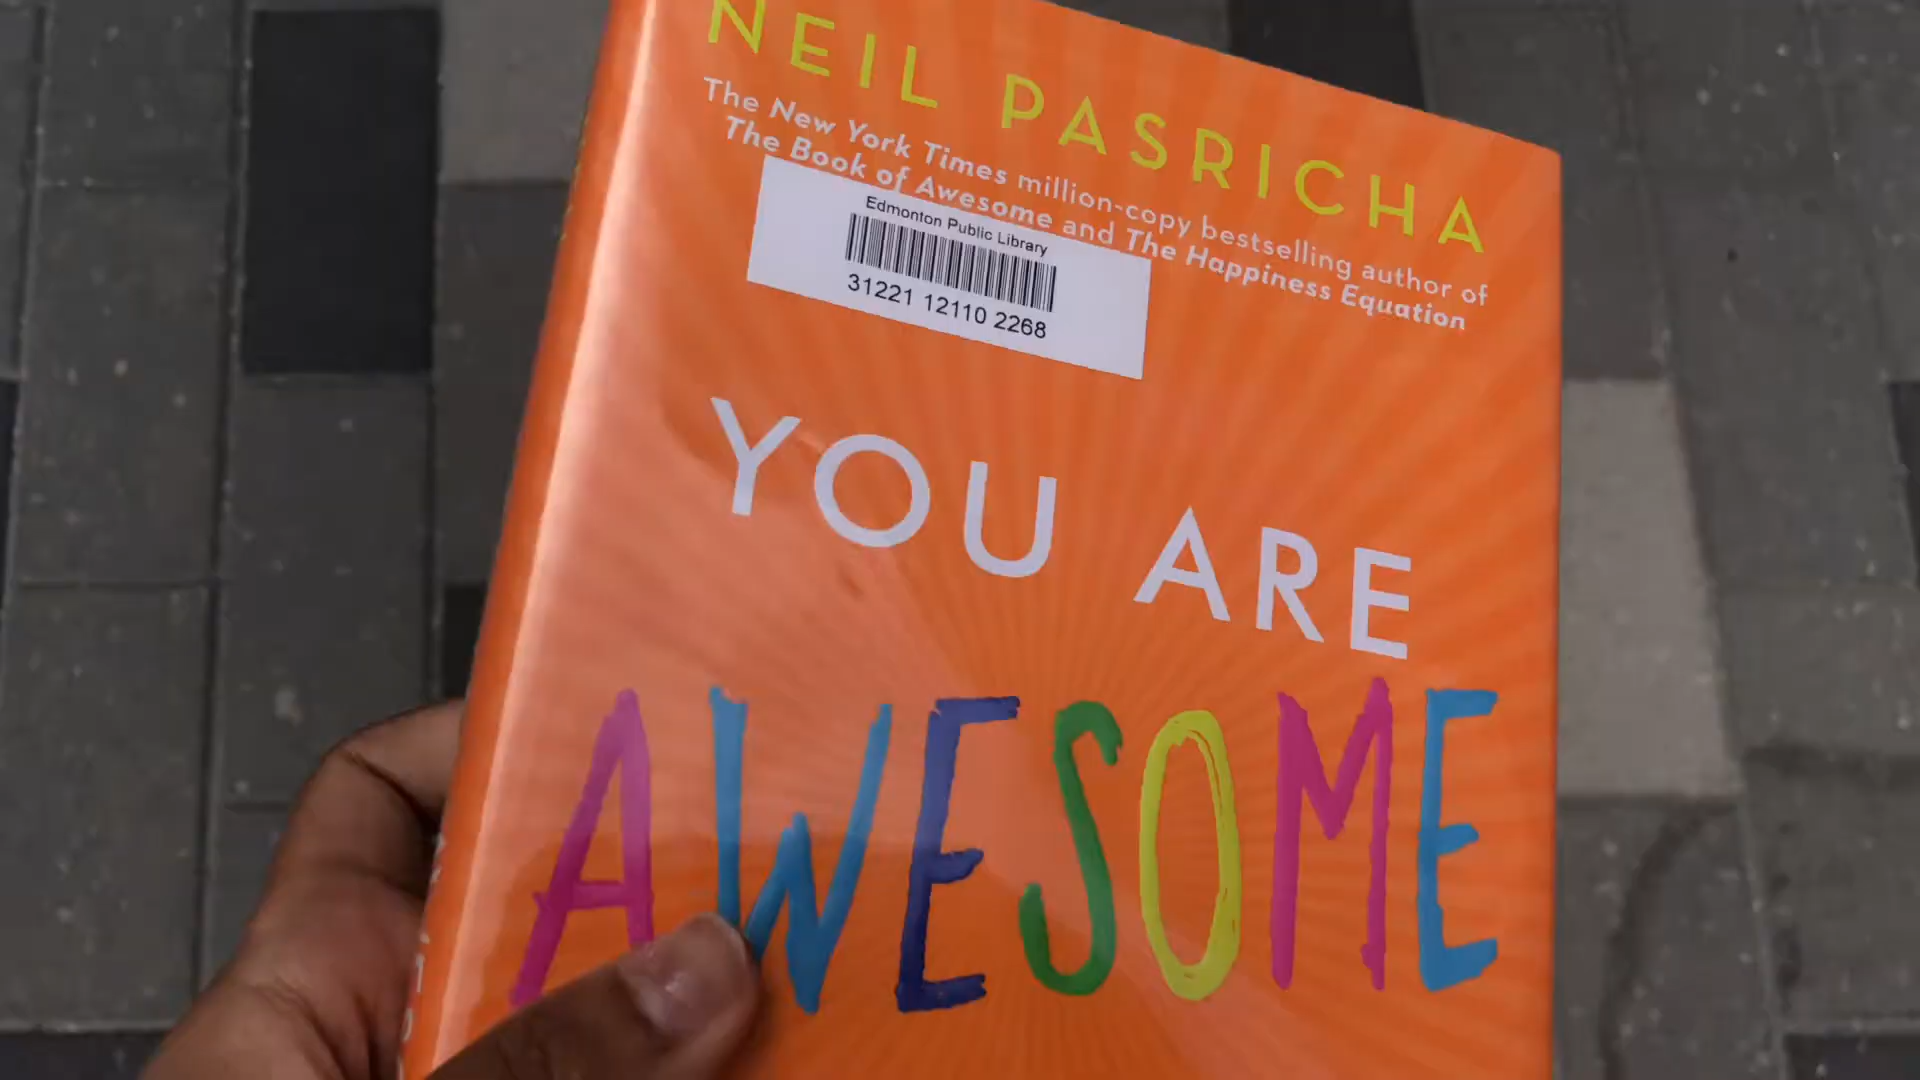 NEIL PASRICHA
The New York Times million-copy bestselling author of
The Book of Awesome and The Happiness Equation
Edmonton Public Library
31221 12110 2268
YOU ARE
AWESOME